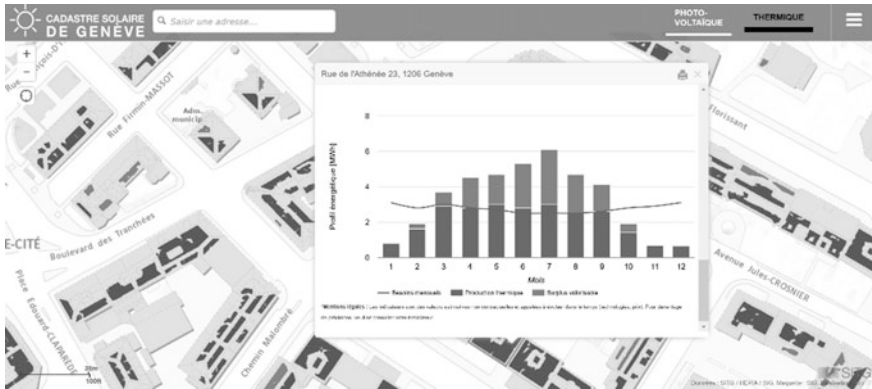 CADASTRE SOLAIRE
DE GENÈVE
Saisir une adresse...
PHOTO-
VOLTAÏQUE
THERMIQUE
+
−
Rue Firmin-MASSOT
Florissant
Rue de l'Athénée 23, 1206 Genève
Profil énergétique [MWh]
8
6
4
2
0
1 2 3 4 5 6 7 8 9 10 11 12
Mois
Besoins mensuels Production thermique Surplus valorisable
Mentions légales :
E-CITÉ
Boulevard des Tranchées
Place Edouard-CLAPARÈDE
Chemin Malombré
Avenue Jules-CROSNIER
100ft